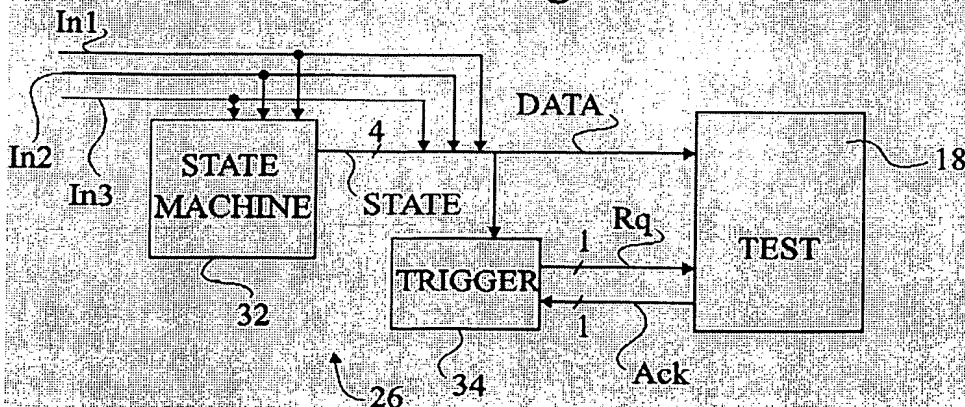 In1
DATA
4
In2
In3
STATE
MACHINE
STATE
18
Rq
1
TEST
TRIGGER
32
1
Ack
34
26